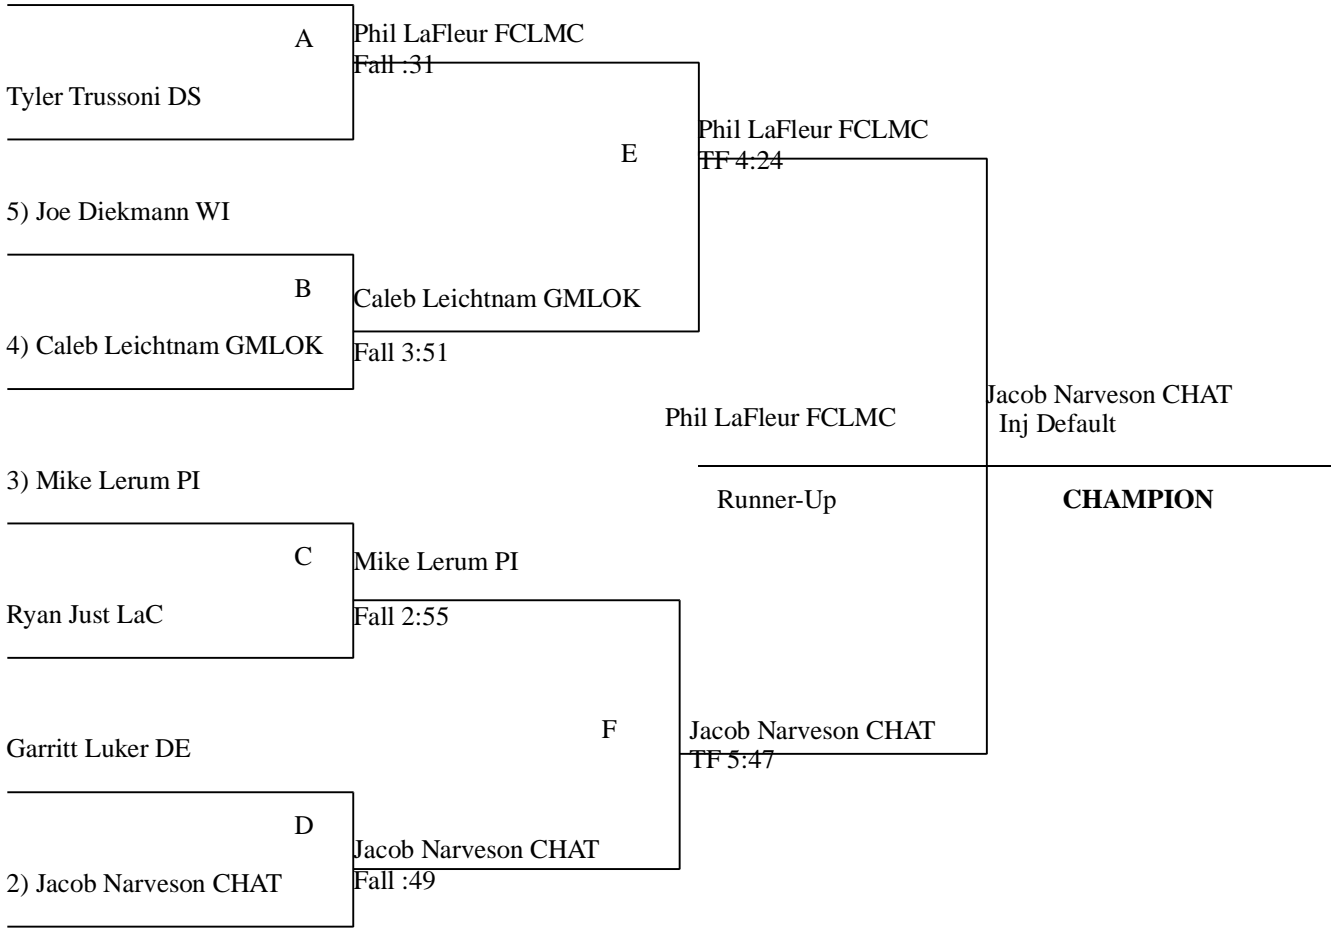 A
Phil LaFleur FCLMC
Fall :31
Tyler Trussoni DS
E
Phil LaFleur FCLMC
TF 4:24
5) Joe Diekmann WI
B
Caleb Leichtnam GMLOK
4) Caleb Leichtnam GMLOK
Fall 3:51
Phil LaFleur FCLMC
Jacob Narveson CHAT
Inj Default
3) Mike Lerum PI
Runner-Up
CHAMPION
C
Mike Lerum PI
Ryan Just LaC
Fall 2:55
F
Jacob Narveson CHAT
TF 5:47
Garritt Luker DE
D
Jacob Narveson CHAT
2) Jacob Narveson CHAT
Fall :49